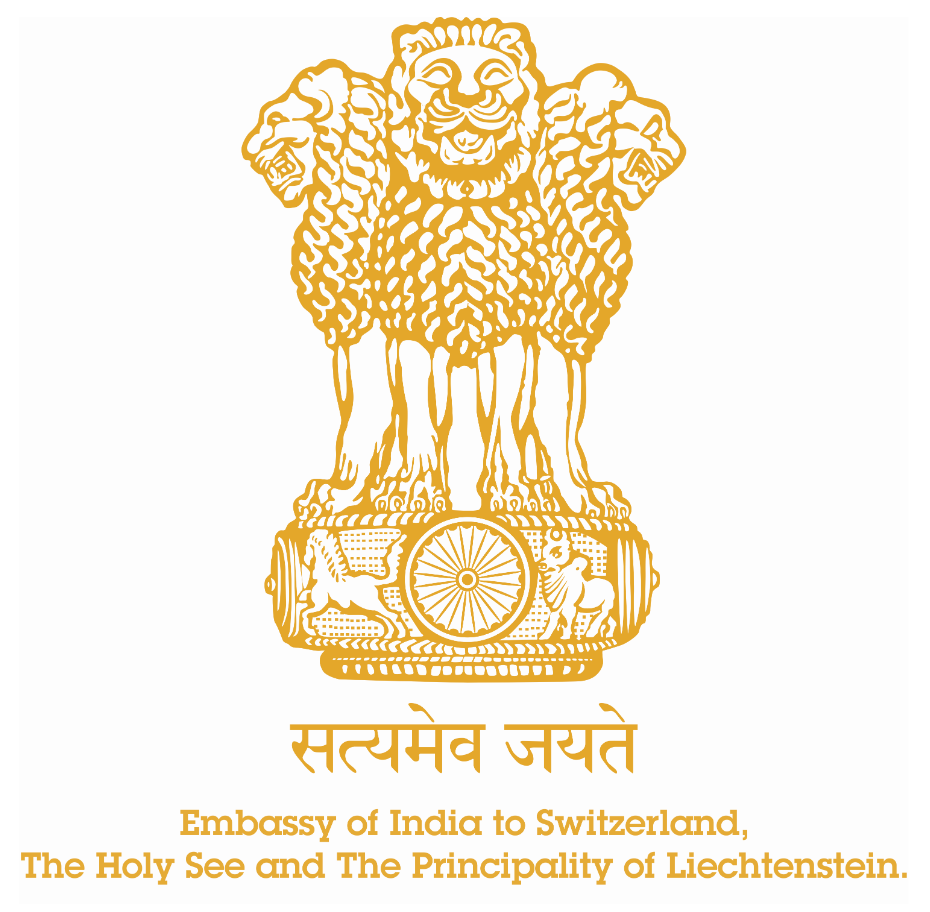 सत्यमेव जयते
Embassy of India to Switzerland,
The Holy See and The Principality of Liechtenstein.